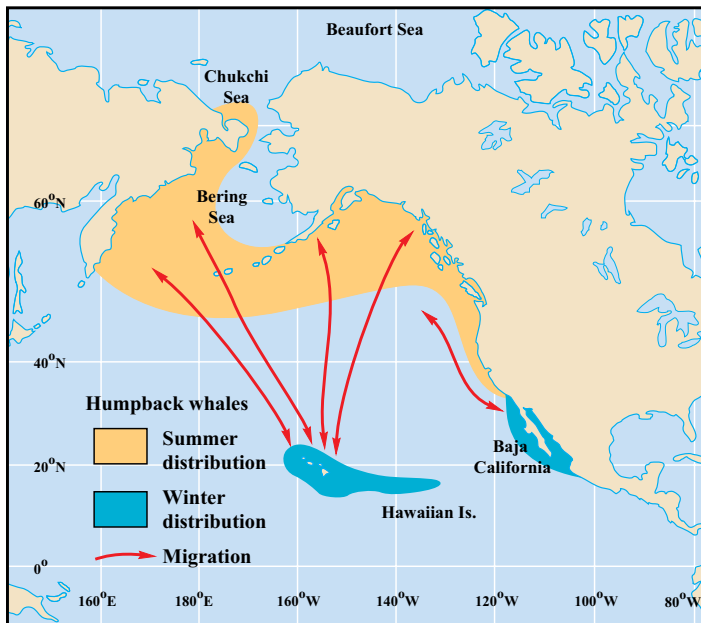 Beaufort Sea
Chukchi
Sea
60°N
Bering
Sea
40°N
Humpback whales
Summer
distribution
Baja
California
20°N
Winter
distribution
Hawaiian Is.
Migration
0°
160°E
180°E
160°W
140°W
120°W
100°W
80°W